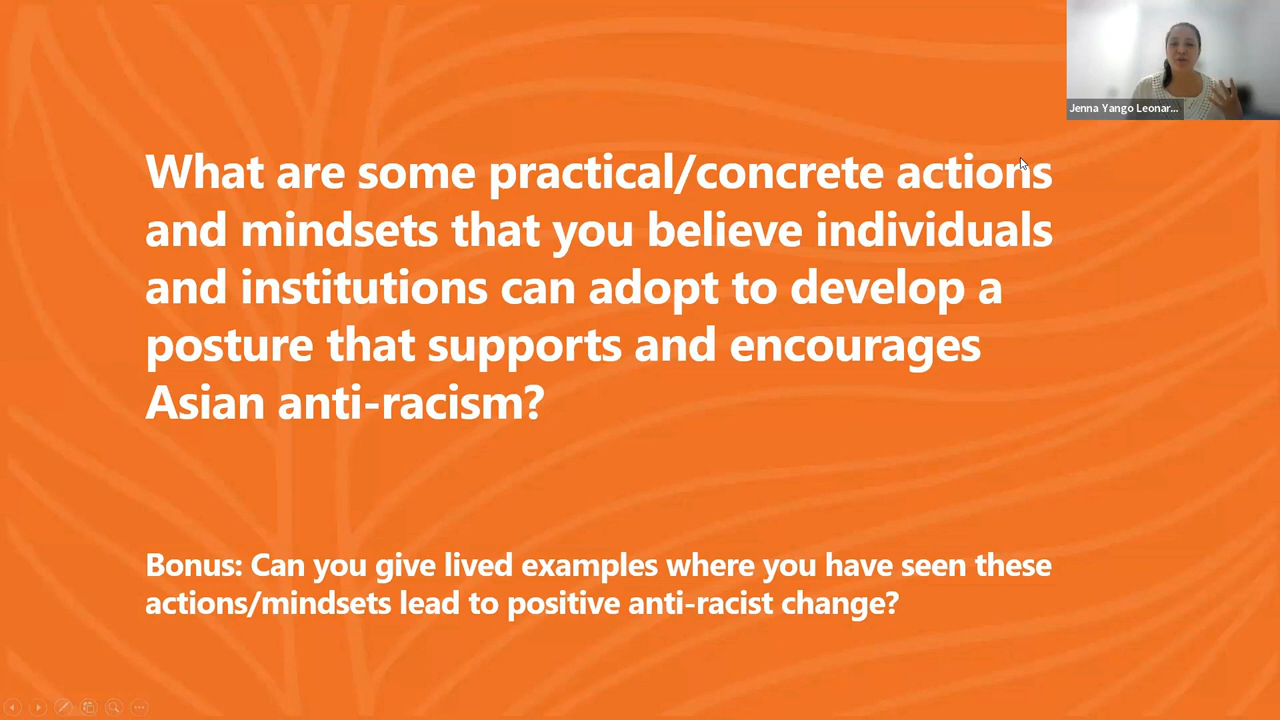 Jenna Yango Leonar...
What are some practical/concrete actions
and mindsets that you believe individuals
and institutions can adopt to develop a
posture that supports and encourages
Asian anti-racism?
Bonus: Can you give lived examples where you have seen these
actions/mindsets lead to positive anti-racist change?